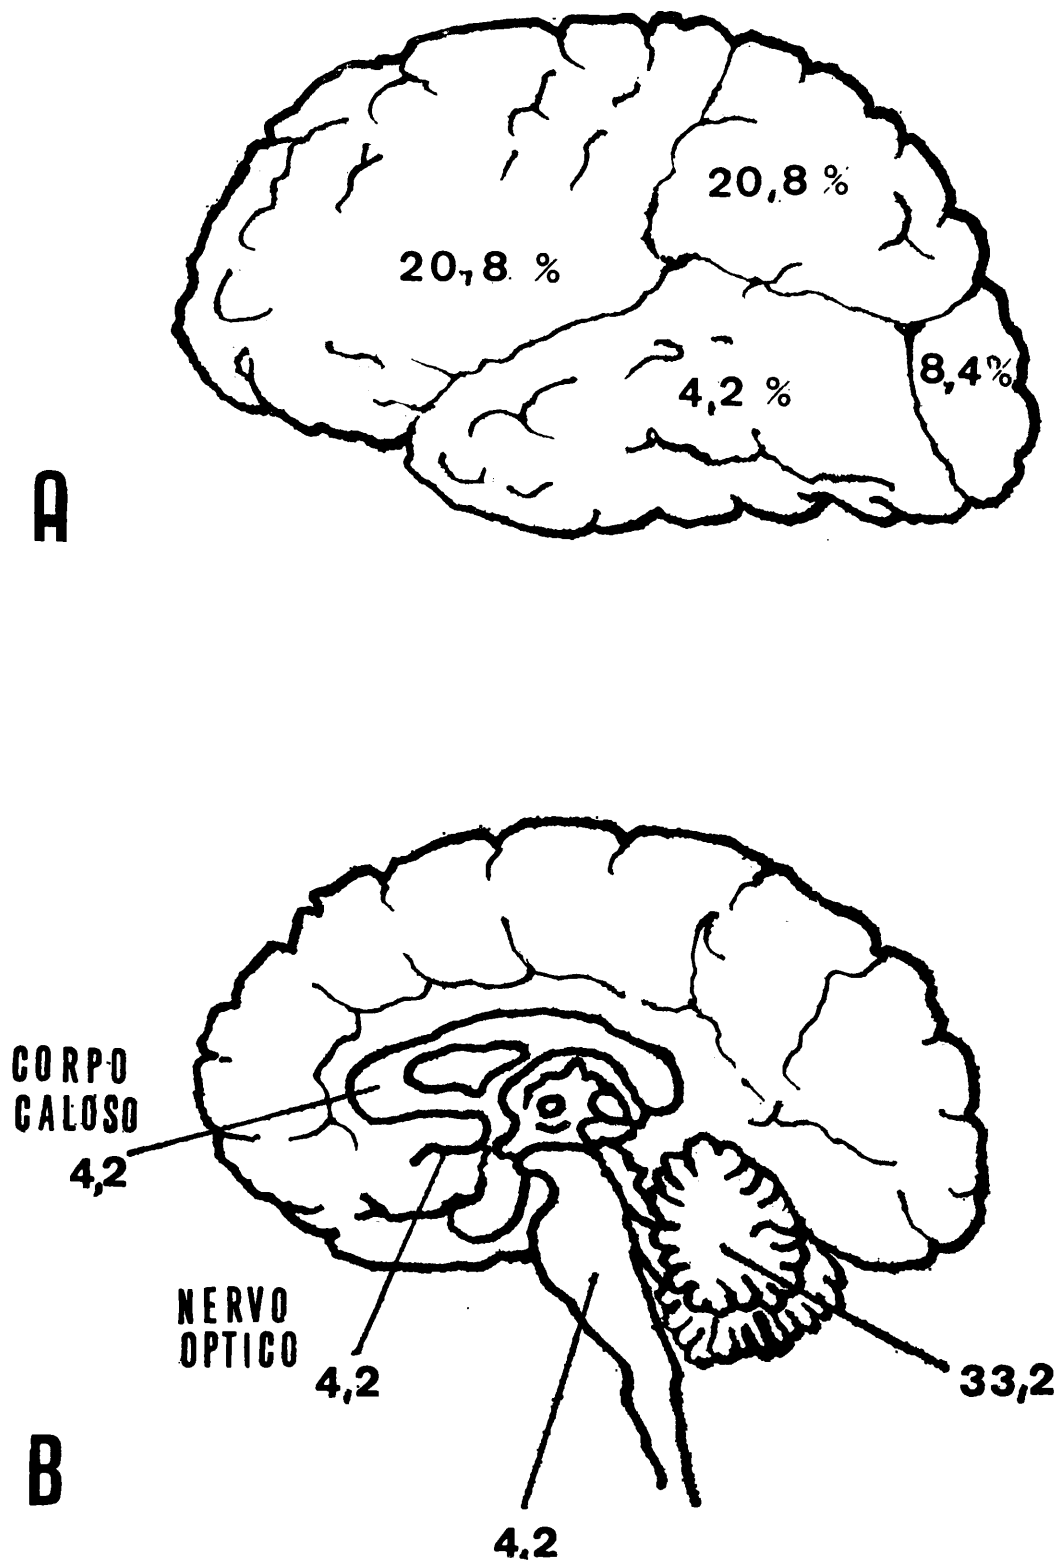 20,8 %
20,8 %
4,2 %
8,4 %
A
CORPO
CALOSO
4,2
NERVO
OPTICO
4,2
33,2
B
4,2